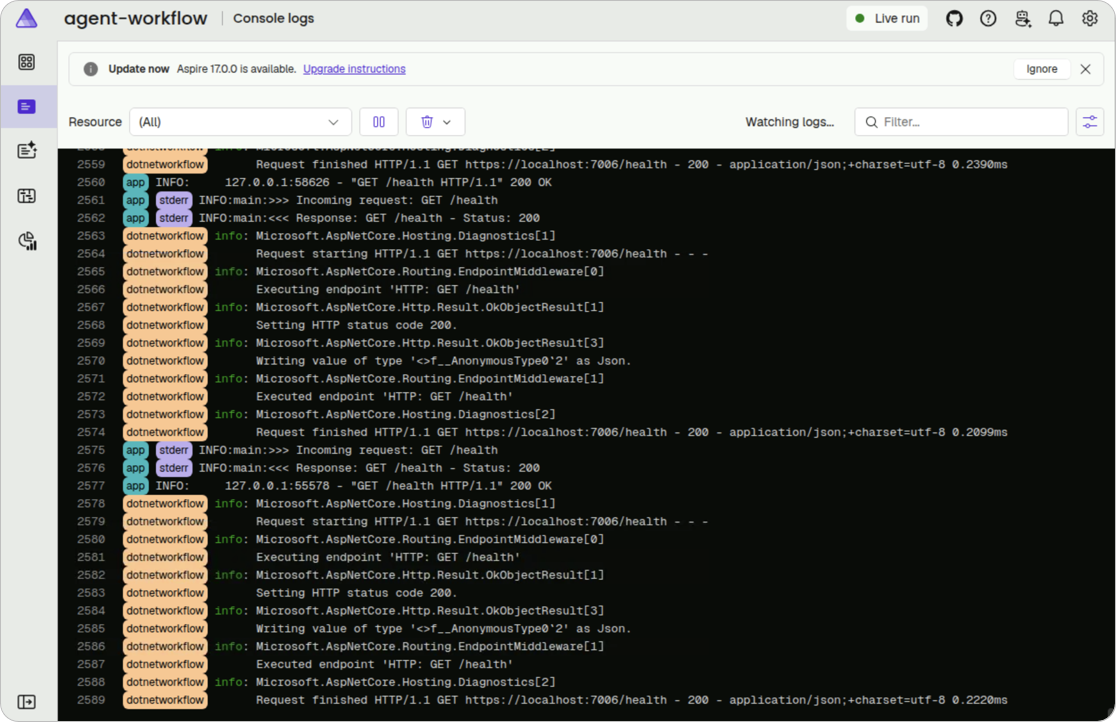 agent-workflow Console logs Live run
Update now Aspire 17.0.0 is available. Upgrade instructions Ignore
Resource (All) Watching logs... Filter...
2559 dotnetworkflow Request finished HTTP/1.1 GET https://localhost:7006/health - 200 - application/json;+charset=utf-8 0.2390ms
2560 app INFO: 127.0.0.1:58626 - "GET /health HTTP/1.1" 200 OK
2561 app stderr INFO:main:>>> Incoming request: GET /health
2562 app stderr INFO:main:<<< Response: GET /health - Status: 200
2563 dotnetworkflow info: Microsoft.AspNetCore.Hosting.Diagnostics[1]
2564 dotnetworkflow Request starting HTTP/1.1 GET https://localhost:7006/health - - -
2565 dotnetworkflow info: Microsoft.AspNetCore.Routing.EndpointMiddleware[0]
2566 dotnetworkflow Executing endpoint 'HTTP: GET /health'
2567 dotnetworkflow info: Microsoft.AspNetCore.Http.Result.OkObjectResult[1]
2568 dotnetworkflow Setting HTTP status code 200.
2569 dotnetworkflow info: Microsoft.AspNetCore.Http.Result.OkObjectResult[3]
2570 dotnetworkflow Writing value of type '<>f__AnonymousType0`2' as Json.
2571 dotnetworkflow info: Microsoft.AspNetCore.Routing.EndpointMiddleware[1]
2572 dotnetworkflow Executed endpoint 'HTTP: GET /health'
2573 dotnetworkflow info: Microsoft.AspNetCore.Hosting.Diagnostics[2]
2574 dotnetworkflow Request finished HTTP/1.1 GET https://localhost:7006/health - 200 - application/json;+charset=utf-8 0.2099ms
2575 app stderr INFO:main:>>> Incoming request: GET /health
2576 app stderr INFO:main:<<< Response: GET /health - Status: 200
2577 app INFO: 127.0.0.1:55578 - "GET /health HTTP/1.1" 200 OK
2578 dotnetworkflow info: Microsoft.AspNetCore.Hosting.Diagnostics[1]
2579 dotnetworkflow Request starting HTTP/1.1 GET https://localhost:7006/health - - -
2580 dotnetworkflow info: Microsoft.AspNetCore.Routing.EndpointMiddleware[0]
2581 dotnetworkflow Executing endpoint 'HTTP: GET /health'
2582 dotnetworkflow info: Microsoft.AspNetCore.Http.Result.OkObjectResult[1]
2583 dotnetworkflow Setting HTTP status code 200.
2584 dotnetworkflow info: Microsoft.AspNetCore.Http.Result.OkObjectResult[3]
2585 dotnetworkflow Writing value of type '<>f__AnonymousType0`2' as Json.
2586 dotnetworkflow info: Microsoft.AspNetCore.Routing.EndpointMiddleware[1]
2587 dotnetworkflow Executed endpoint 'HTTP: GET /health'
2588 dotnetworkflow info: Microsoft.AspNetCore.Hosting.Diagnostics[2]
2589 dotnetworkflow Request finished HTTP/1.1 GET https://localhost:7006/health - 200 - application/json;+charset=utf-8 0.2220ms